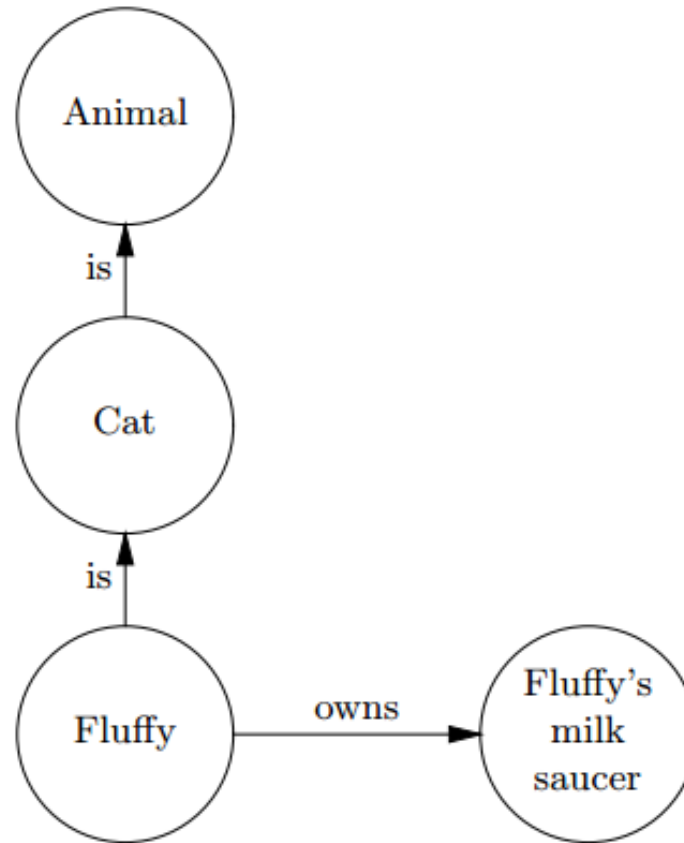 Animal
is
Cat
is
Fluffy
owns
Fluffy's
milk
saucer